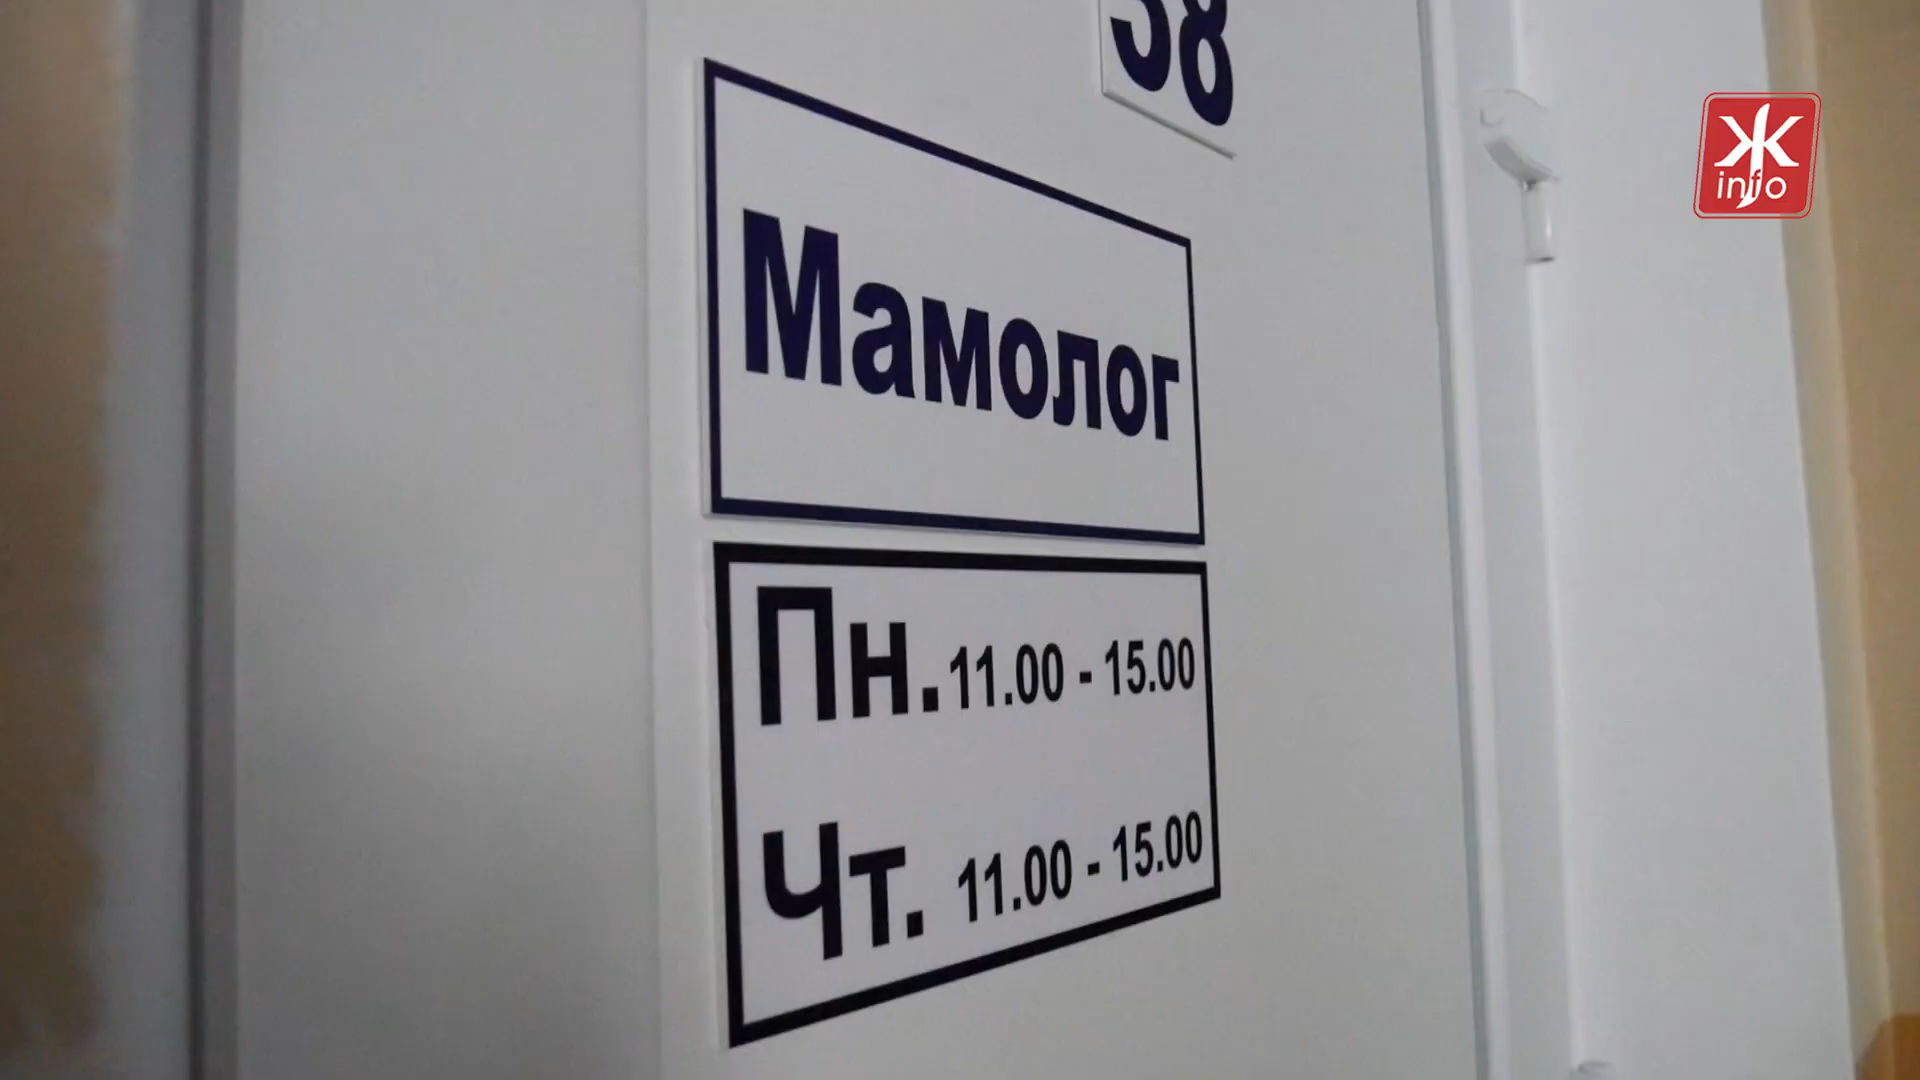 38
Ж
info
Мамолог
Пн. 11.00 - 15.00
Чт. 11.00 - 15.00